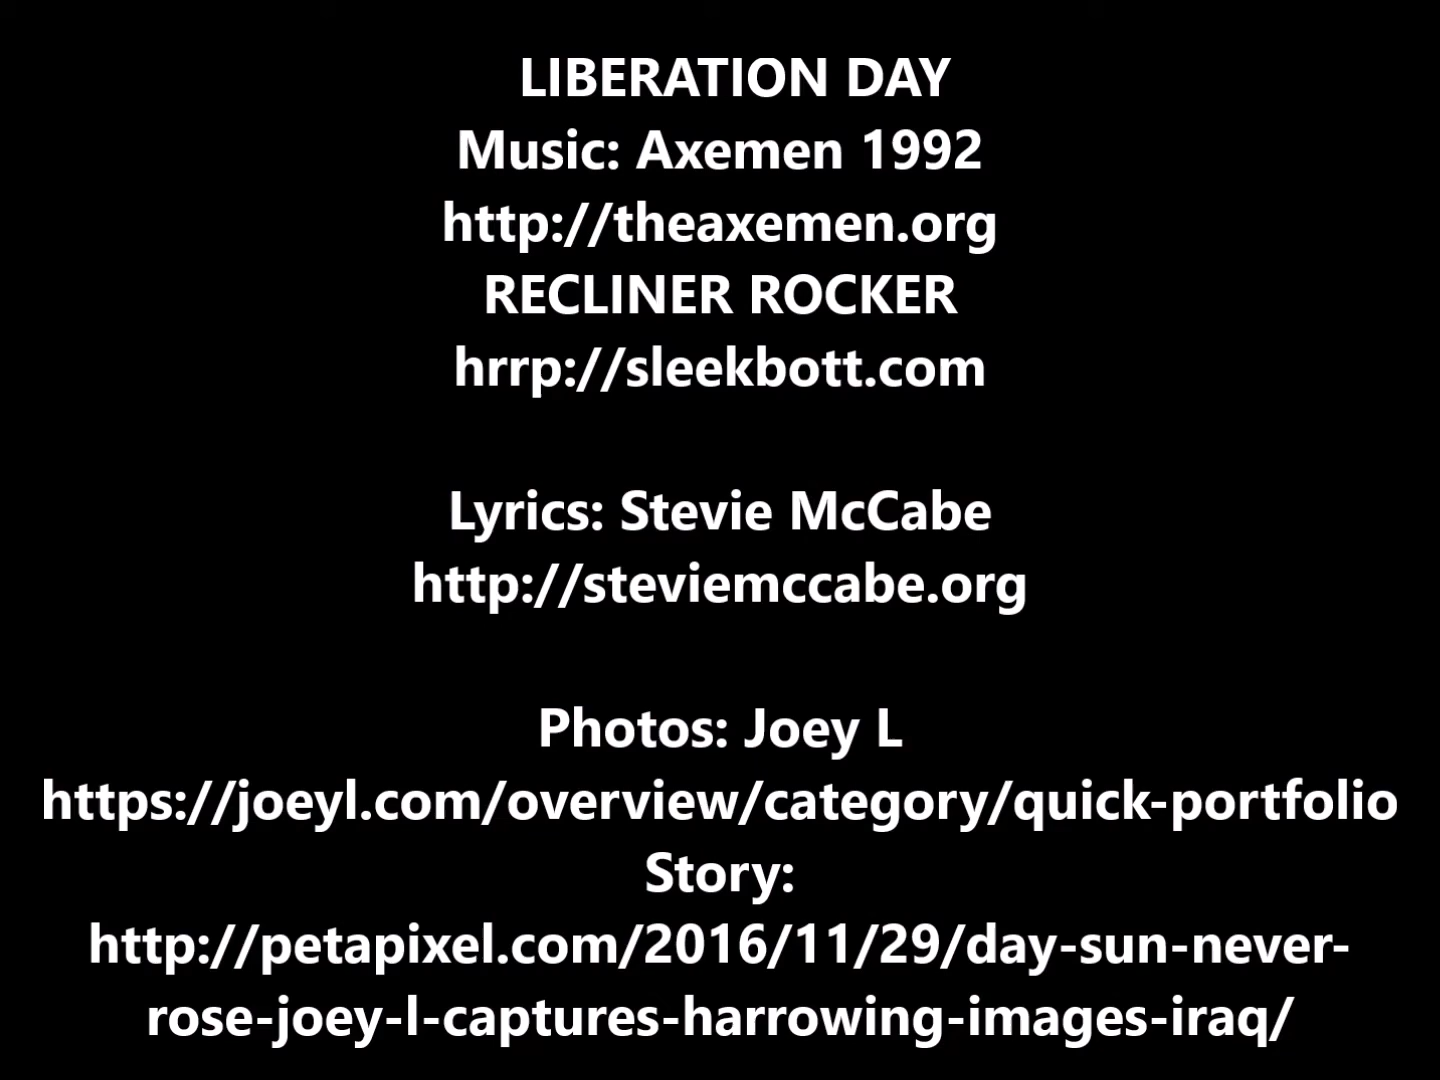 LIBERATION DAY
Music: Axemen 1992
http://theaxemen.org
RECLINER ROCKER
hrrp://sleekbott.com
Lyrics: Stevie McCabe
http://steviemccabe.org
Photos: Joey L
https://joeyl.com/overview/category/quick-portfolio
Story:
http://petapixel.com/2016/11/29/day-sun-never-
rose-joey-l-captures-harrowing-images-iraq/